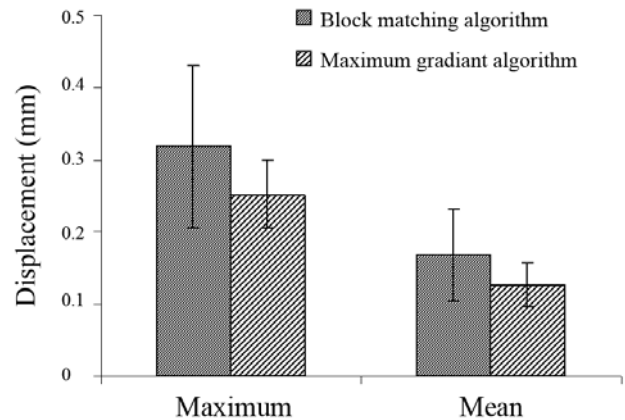 0.5
Block matching algorithm
Maximum gradiant algorithm
0.4
0.3
0.2
0.1
0
Displacement (mm)
Maximum
Mean